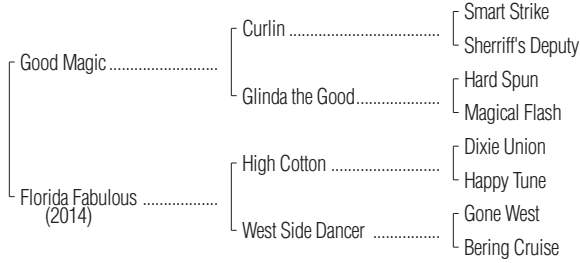 Smart Strike
Curlin ........................
Sherriff's Deputy
Good Magic ..........................
Hard Spun
Glinda the Good....................
Magical Flash
Dixie Union
High Cotton ..........................
Happy Tune
Florida Fabulous ..................
(2014)
Gone West
West Side Dancer ................
Bering Cruise